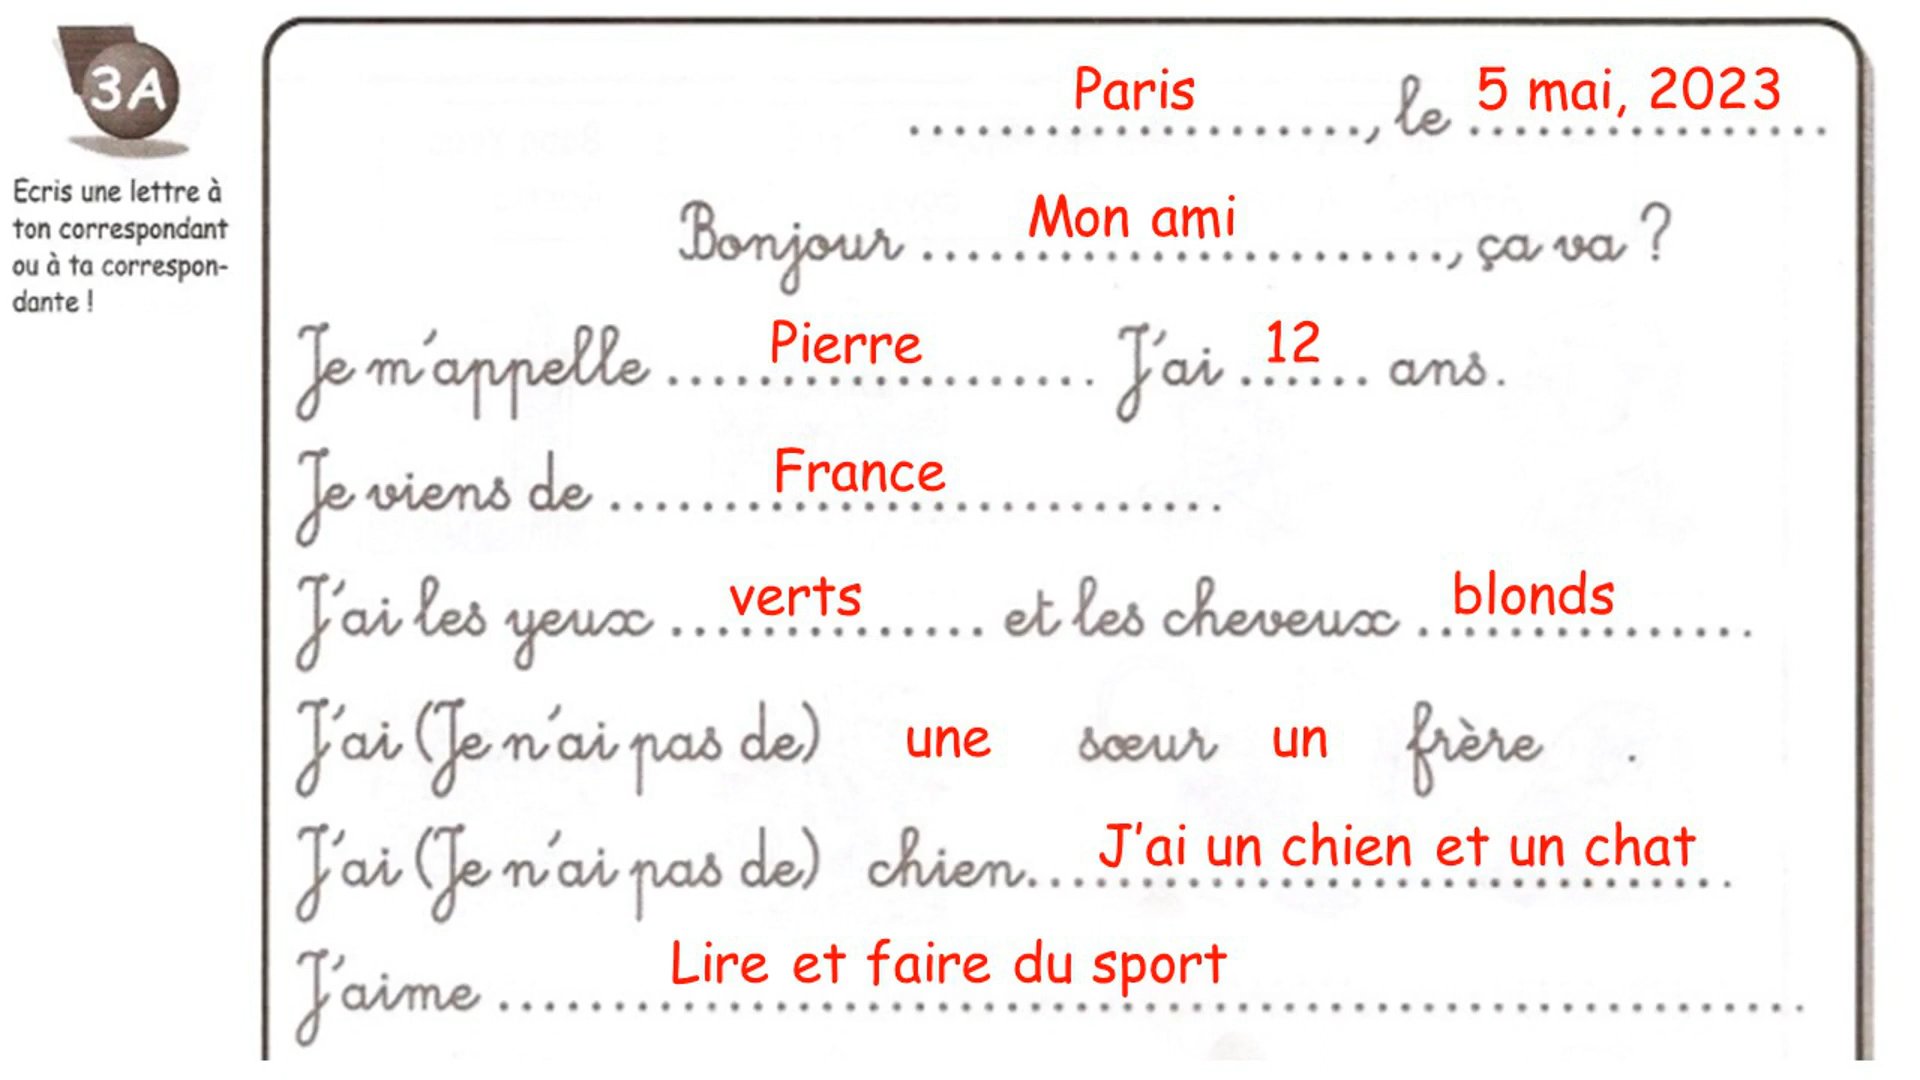 3A
Ecris une lettre à
ton correspondant
ou à ta correspon-
dante !
Paris, le 5 mai, 2023
Bonjour Mon ami, ça va ?
Je m'appelle Pierre J'ai 12 ans.
Je viens de France
J'ai les yeux verts et les cheveux blonds
J'ai (Je n'ai pas de) une sœur un frère .
J'ai (Je n'ai pas de) chien. J'ai un chien et un chat
J'aime Lire et faire du sport